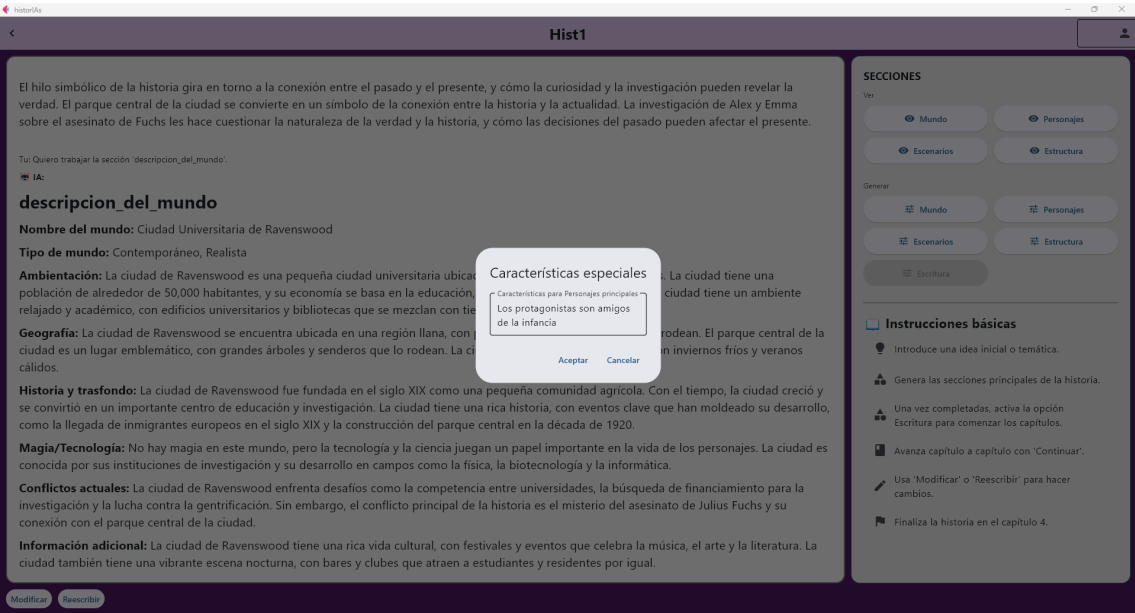 historIAs
Hist1
El hilo simbólico de la historia gira en torno a la conexión entre el pasado y el presente, y cómo la curiosidad y la investigación pueden revelar la
verdad. El parque central de la ciudad se convierte en un símbolo de la conexión entre la historia y la actualidad. La investigación de Alex y Emma
sobre el asesinato de Fuchs les hace cuestionar la naturaleza de la verdad y la historia, y cómo las decisiones del pasado pueden afectar el presente.
Tu: Quiero trabajar la sección 'descripcion_del_mundo'.
IA:
descripcion_del_mundo
Nombre del mundo: Ciudad Universitaria de Ravenswood
Tipo de mundo: Contemporáneo, Realista
Ambientación: La ciudad de Ravenswood es una pequeña ciudad universitaria . La ciudad tiene una
población de alrededor de 50,000 habitantes, y su economía se basa en la educación, ciudad tiene un ambiente
relajado y académico, con edificios universitarios y bibliotecas que se mezclan con
Geografía: La ciudad de Ravenswood se encuentra ubicada en una región llana, con rodean. El parque central de la
ciudad es un lugar emblemático, con grandes árboles y senderos que lo rodean. La inviernos fríos y veranos
cálidos.
Historia y trasfondo: La ciudad de Ravenswood fue fundada en el siglo XIX como una pequeña comunidad agrícola. Con el tiempo, la ciudad creció y
se convirtió en un importante centro de educación y investigación. La ciudad tiene una rica historia, con eventos clave que han moldeado su desarrollo,
como la llegada de inmigrantes europeos en el siglo XIX y la construcción del parque central en la década de 1920.
Magia/Tecnología: No hay magia en este mundo, pero la tecnología y la ciencia juegan un papel importante en la vida de los personajes. La ciudad es
conocida por sus instituciones de investigación y su desarrollo en campos como la física, la biotecnología y la informática.
Conflictos actuales: La ciudad de Ravenswood enfrenta desafíos como la competencia entre universidades, la búsqueda de financiamiento para la
investigación y la lucha contra la gentrificación. Sin embargo, el conflicto principal de la historia es el misterio del asesinato de Julius Fuchs y su
conexión con el parque central de la ciudad.
Información adicional: La ciudad de Ravenswood tiene una rica vida cultural, con festivales y eventos que celebra la música, el arte y la literatura. La
ciudad también tiene una vibrante escena nocturna, con bares y clubes que atraen a estudiantes y residentes por igual.
Características especiales
Características para Personajes principales
Los protagonistas son amigos
de la infancia
Aceptar Cancelar
SECCIONES
Ver
Mundo Personajes
Escenarios Estructura
Generar
Mundo Personajes
Escenarios Estructura
Escritura
Instrucciones básicas
Introduce una idea inicial o temática.
Genera las secciones principales de la historia.
Una vez completadas, activa la opción
Escritura para comenzar los capítulos.
Avanza capítulo a capítulo con 'Continuar'.
Usa 'Modificar' o 'Reescribir' para hacer
cambios.
Finaliza la historia en el capítulo 4.
Modificar Reescribir